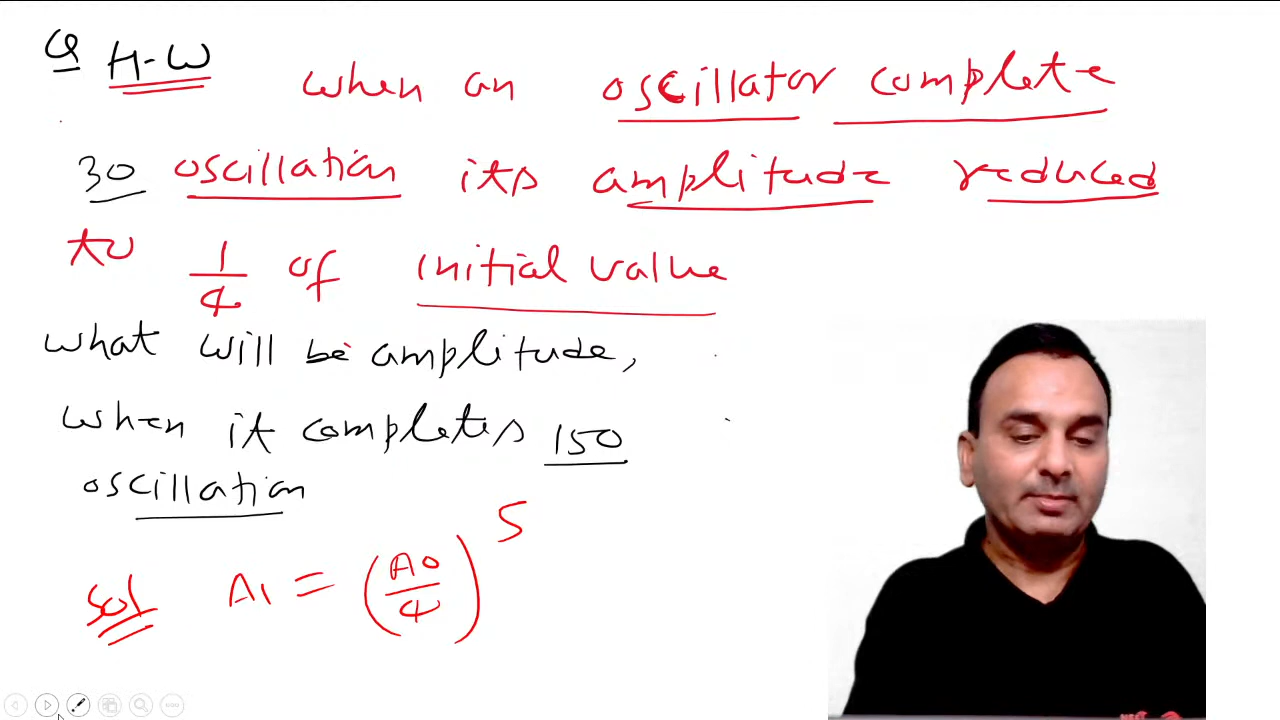 Q H-W when an oscillator complete
30 oscillation its amplitude reduced
to 1/4 of initial value
what will be amplitude,
when it completes 150
oscillation
Sol A1 = (A0/4)^5